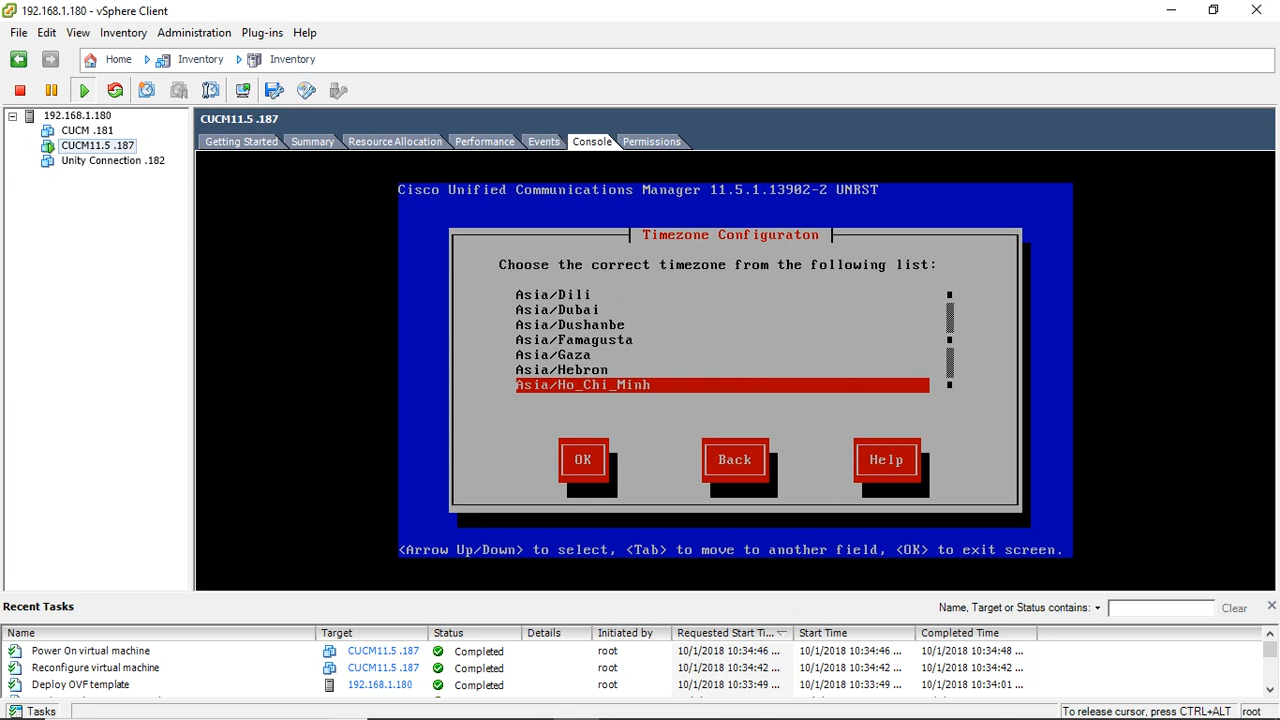 192.168.1.180 - vSphere Client
File Edit View Inventory Administration Plug-ins Help
Home Inventory Inventory
192.168.1.180
CUCM .181
CUCM11.5 .187
Unity Connection .182
CUCM11.5 .187
Getting Started Summary Resource Allocation Performance Events Console Permissions
Cisco Unified Communications Manager 11.5.1.13902-2 UNRST
Timezone Configuraton
Choose the correct timezone from the following list:
Asia/Dili
Asia/Dubai
Asia/Dushanbe
Asia/Famagusta
Asia/Gaza
Asia/Hebron
Asia/Ho_Chi_Minh
OK Back Help
<Arrow Up/Down> to select, <Tab> to move to another field, <OK> to exit screen.
Recent Tasks Name, Target or Status contains: Clear
Name Target Status Details Initiated by Requested Start Ti... Start Time Completed Time
Power On virtual machine CUCM11.5 .187 Completed root 10/1/2018 10:34:46 ... 10/1/2018 10:34:46 ... 10/1/2018 10:34:48 ...
Reconfigure virtual machine CUCM11.5 .187 Completed root 10/1/2018 10:34:42 ... 10/1/2018 10:34:42 ... 10/1/2018 10:34:42 ...
Deploy OVF template 192.168.1.180 Completed root 10/1/2018 10:33:49 ... 10/1/2018 10:33:49 ... 10/1/2018 10:34:01 ...
Tasks To release cursor, press CTRL+ALT root